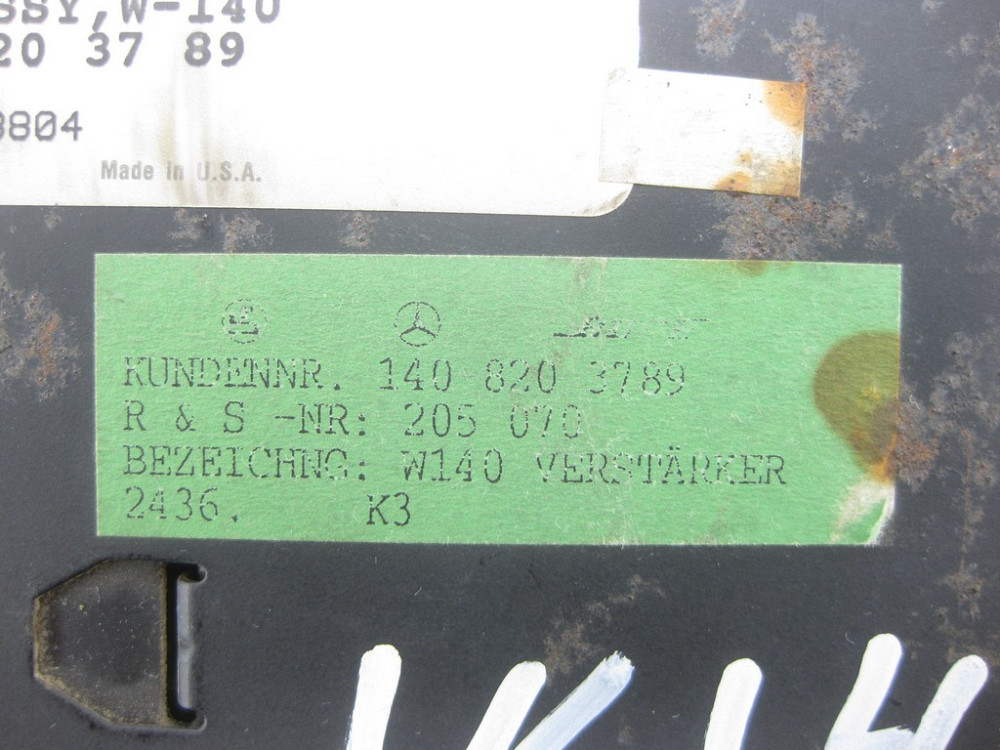 SSY,W-140
20 37 89
8804
Made in U.S.A.
KUNDENNR. 140 820 3789
R & S -NR: 205 070
BEZEICHNG: W140 VERSTÄRKER
2436. K3